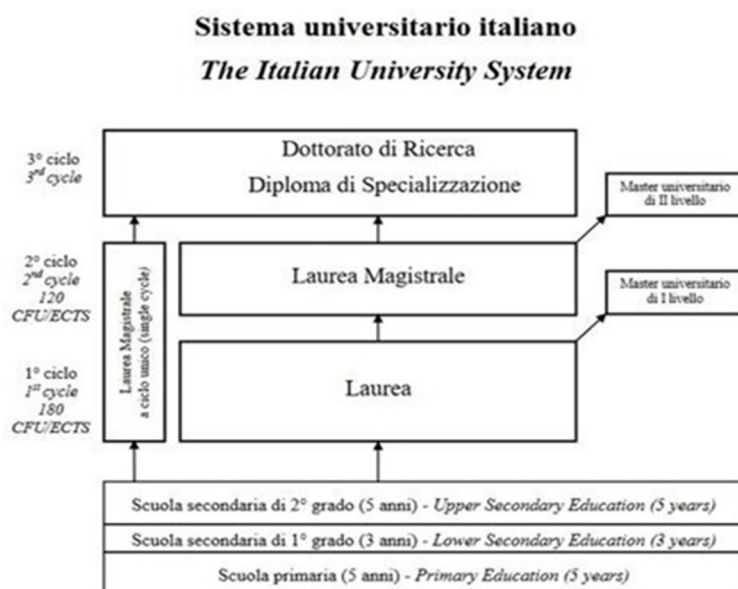 Sistema universitario italiano
The Italian University System
3° ciclo
3rd cycle
Dottorato di Ricerca
Diploma di Specializzazione
Master universitario
di II livello
2° ciclo
2nd cycle
120
CFU/ECTS
Laurea Magistrale
a ciclo unico (single cycle)
Laurea Magistrale
Master universitario
di I livello
1° ciclo
1st cycle
180
CFU/ECTS
Laurea
Scuola secondaria di 2° grado (5 anni) - Upper Secondary Education (5 years)
Scuola secondaria di 1° grado (3 anni) - Lower Secondary Education (3 years)
Scuola primaria (5 anni) - Primary Education (5 years)